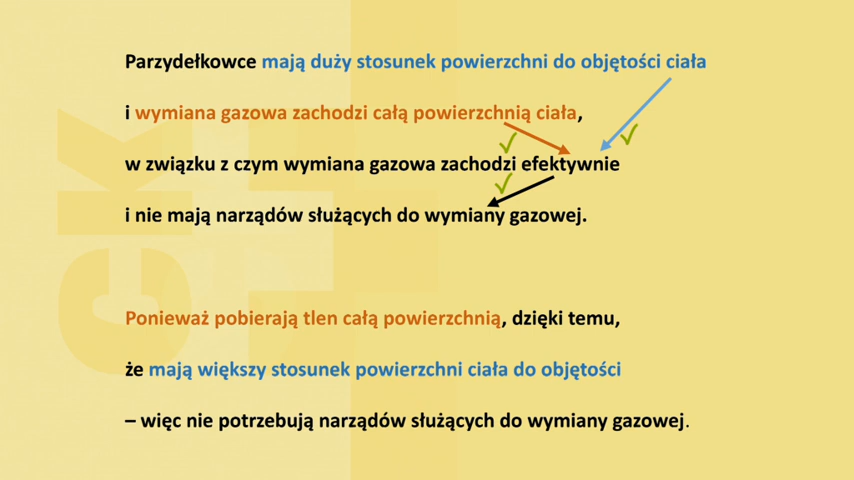 Parzydełkowce mają duży stosunek powierzchni do objętości ciała
i wymiana gazowa zachodzi całą powierzchnią ciała,
w związku z czym wymiana gazowa zachodzi efektywnie
i nie mają narządów służących do wymiany gazowej.
Ponieważ pobierają tlen całą powierzchnią, dzięki temu,
że mają większy stosunek powierzchni ciała do objętości
– więc nie potrzebują narządów służących do wymiany gazowej.